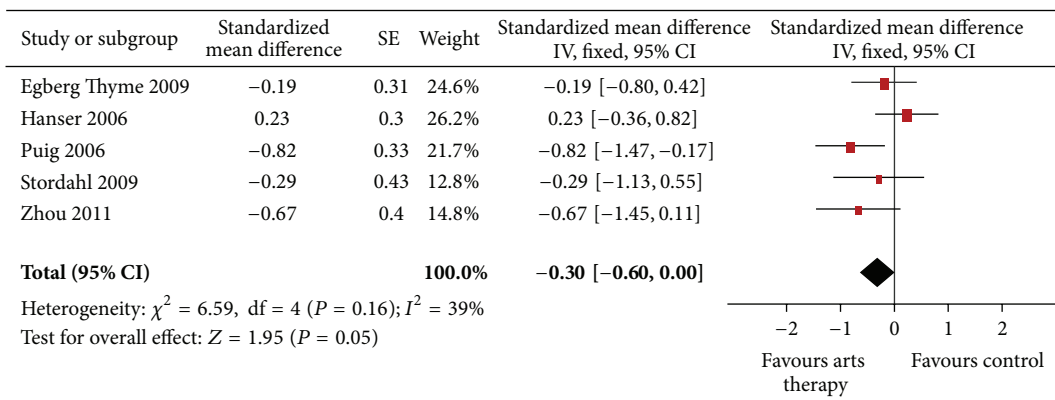 Study or subgroup Standardized mean difference SE Weight Standardized mean difference IV, fixed, 95% CI Standardized mean difference IV, fixed, 95% CI
Egberg Thyme 2009 −0.19 0.31 24.6% −0.19 [−0.80, 0.42]
Hanser 2006 0.23 0.3 26.2% 0.23 [−0.36, 0.82]
Puig 2006 −0.82 0.33 21.7% −0.82 [−1.47, −0.17]
Stordahl 2009 −0.29 0.43 12.8% −0.29 [−1.13, 0.55]
Zhou 2011 −0.67 0.4 14.8% −0.67 [−1.45, 0.11]
Total (95% CI) 100.0% −0.30 [−0.60, 0.00]
Heterogeneity: χ² = 6.59, df = 4 (P = 0.16); I² = 39%
Test for overall effect: Z = 1.95 (P = 0.05)
−2 −1 0 1 2
Favours arts therapy Favours control